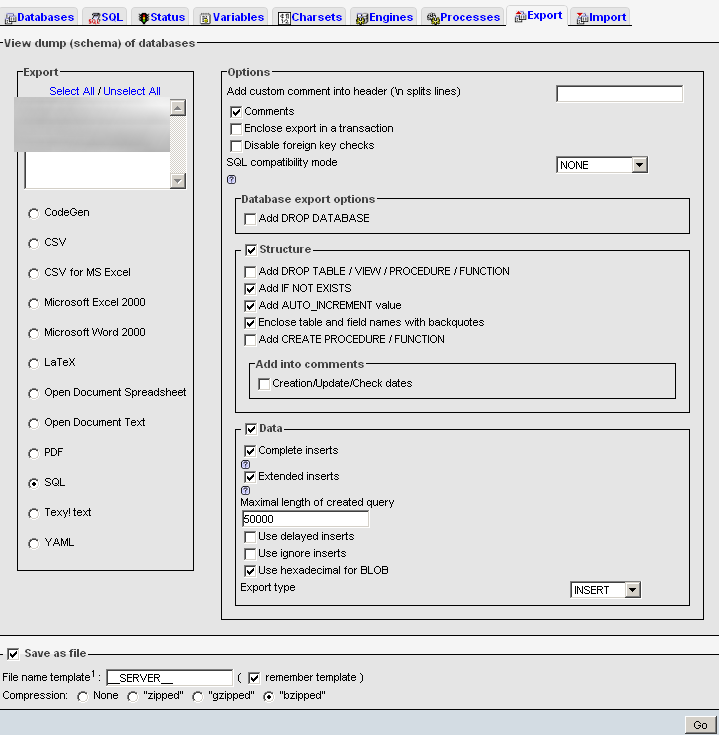 Databases SQL Status Variables Charsets Engines Processes Export Import
View dump (schema) of databases
Export
Select All / Unselect All
CodeGen
CSV
CSV for MS Excel
Microsoft Excel 2000
Microsoft Word 2000
LaTeX
Open Document Spreadsheet
Open Document Text
PDF
SQL
Texy! text
YAML
Options
Add custom comment into header (\n splits lines)
Comments
Enclose export in a transaction
Disable foreign key checks
SQL compatibility mode NONE
Database export options
Add DROP DATABASE
Structure
Add DROP TABLE / VIEW / PROCEDURE / FUNCTION
Add IF NOT EXISTS
Add AUTO_INCREMENT value
Enclose table and field names with backquotes
Add CREATE PROCEDURE / FUNCTION
Add into comments
Creation/Update/Check dates
Data
Complete inserts
Extended inserts
Maximal length of created query
50000
Use delayed inserts
Use ignore inserts
Use hexadecimal for BLOB
Export type INSERT
Save as file
File name template1 : __SERVER__ ( remember template )
Compression: None "zipped" "gzipped" "bzipped"
Go